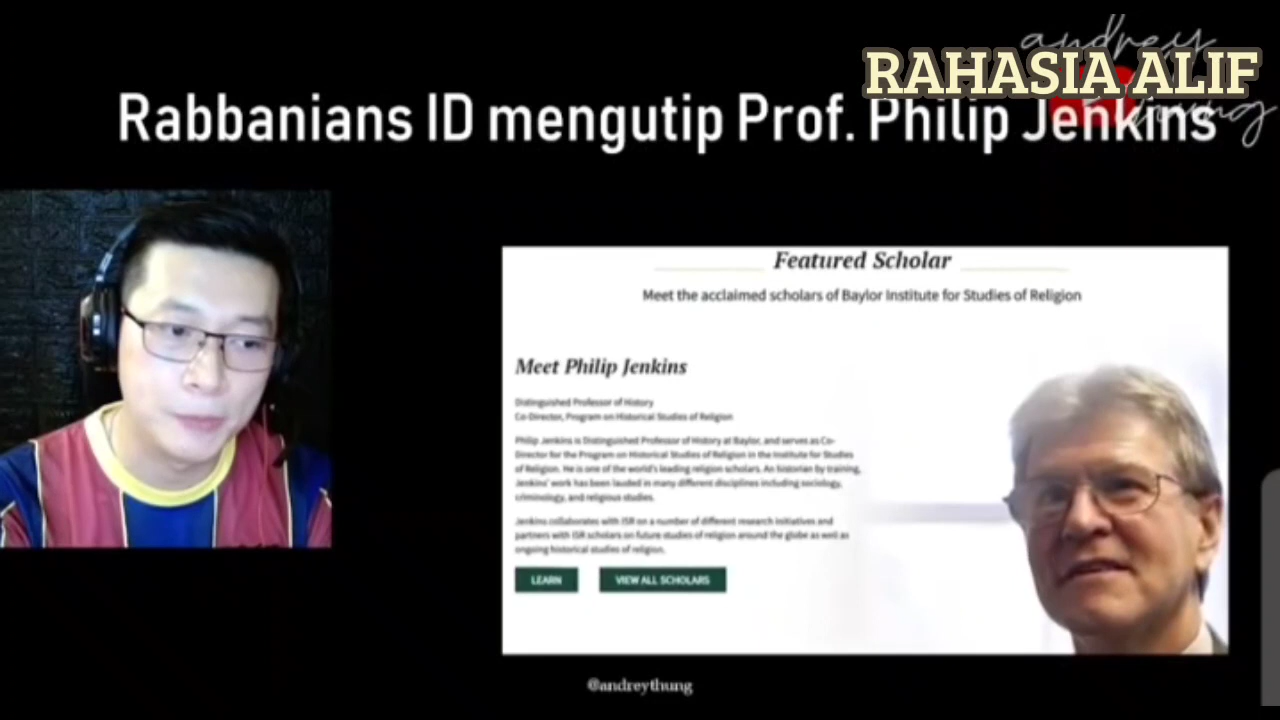 andrey
RAHASIA ALIF
thung
Rabbanians ID mengutip Prof. Philip Jenkins
Featured Scholar
Meet the acclaimed scholars of Baylor Institute for Studies of Religion
Meet Philip Jenkins
Distinguished Professor of History
Co-Director, Program on Historical Studies of Religion
Philip Jenkins is Distinguished Professor of History at Baylor, and serves as Co-
Director for the Program on Historical Studies of Religion in the Institute for Studies
of Religion. He is one of the world's leading religion scholars. An historian by training,
Jenkins' work has been lauded in many different disciplines including sociology,
criminology, and religious studies.
Jenkins collaborates with ISR on a number of different research initiatives and
partners with ISR scholars on future studies of religion around the globe as well as
ongoing historical studies of religion.
LEARN
VIEW ALL SCHOLARS
@andreythung